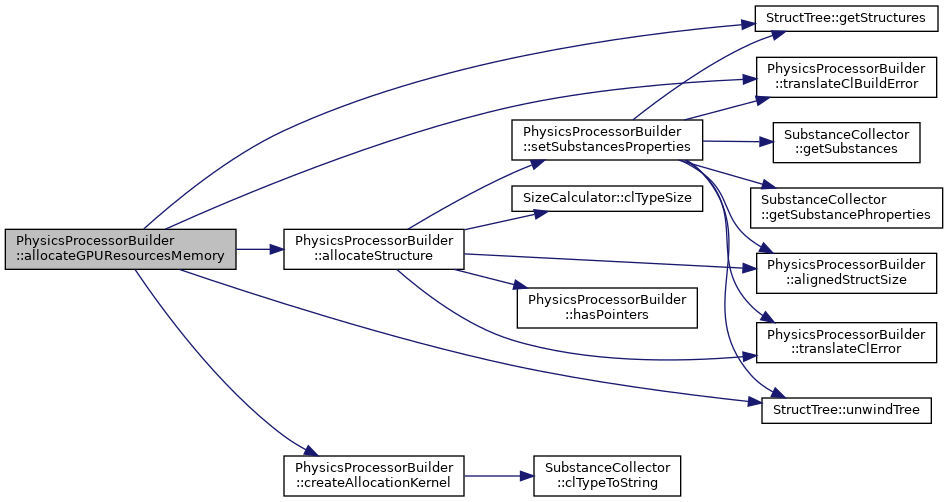 PhysicsProcessorBuilder
::allocateGPUResourcesMemory
PhysicsProcessorBuilder
::allocateStructure
PhysicsProcessorBuilder
::createAllocationKernel
PhysicsProcessorBuilder
::setSubstancesProperties
SizeCalculator::clTypeSize
PhysicsProcessorBuilder
::hasPointers
SubstanceCollector
::clTypeToString
StructTree::getStructures
PhysicsProcessorBuilder
::translateClBuildError
SubstanceCollector
::getSubstances
SubstanceCollector
::getSubstancePhroperties
PhysicsProcessorBuilder
::alignedStructSize
PhysicsProcessorBuilder
::translateClError
StructTree::unwindTree